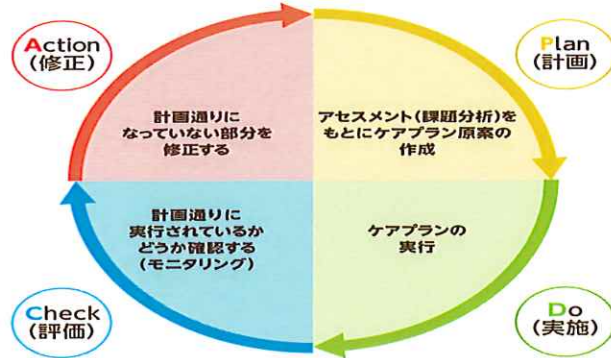 Action
(修正)
Plan
(計画)
計画通りに
なっていない部分を
修正する
アセスメント(課題分析)を
もとにケアプラン原案の
作成
計画通りに
実行されているか
どうか確認する
(モニタリング)
ケアプランの
実行
Check
(評価)
Do
(実施)